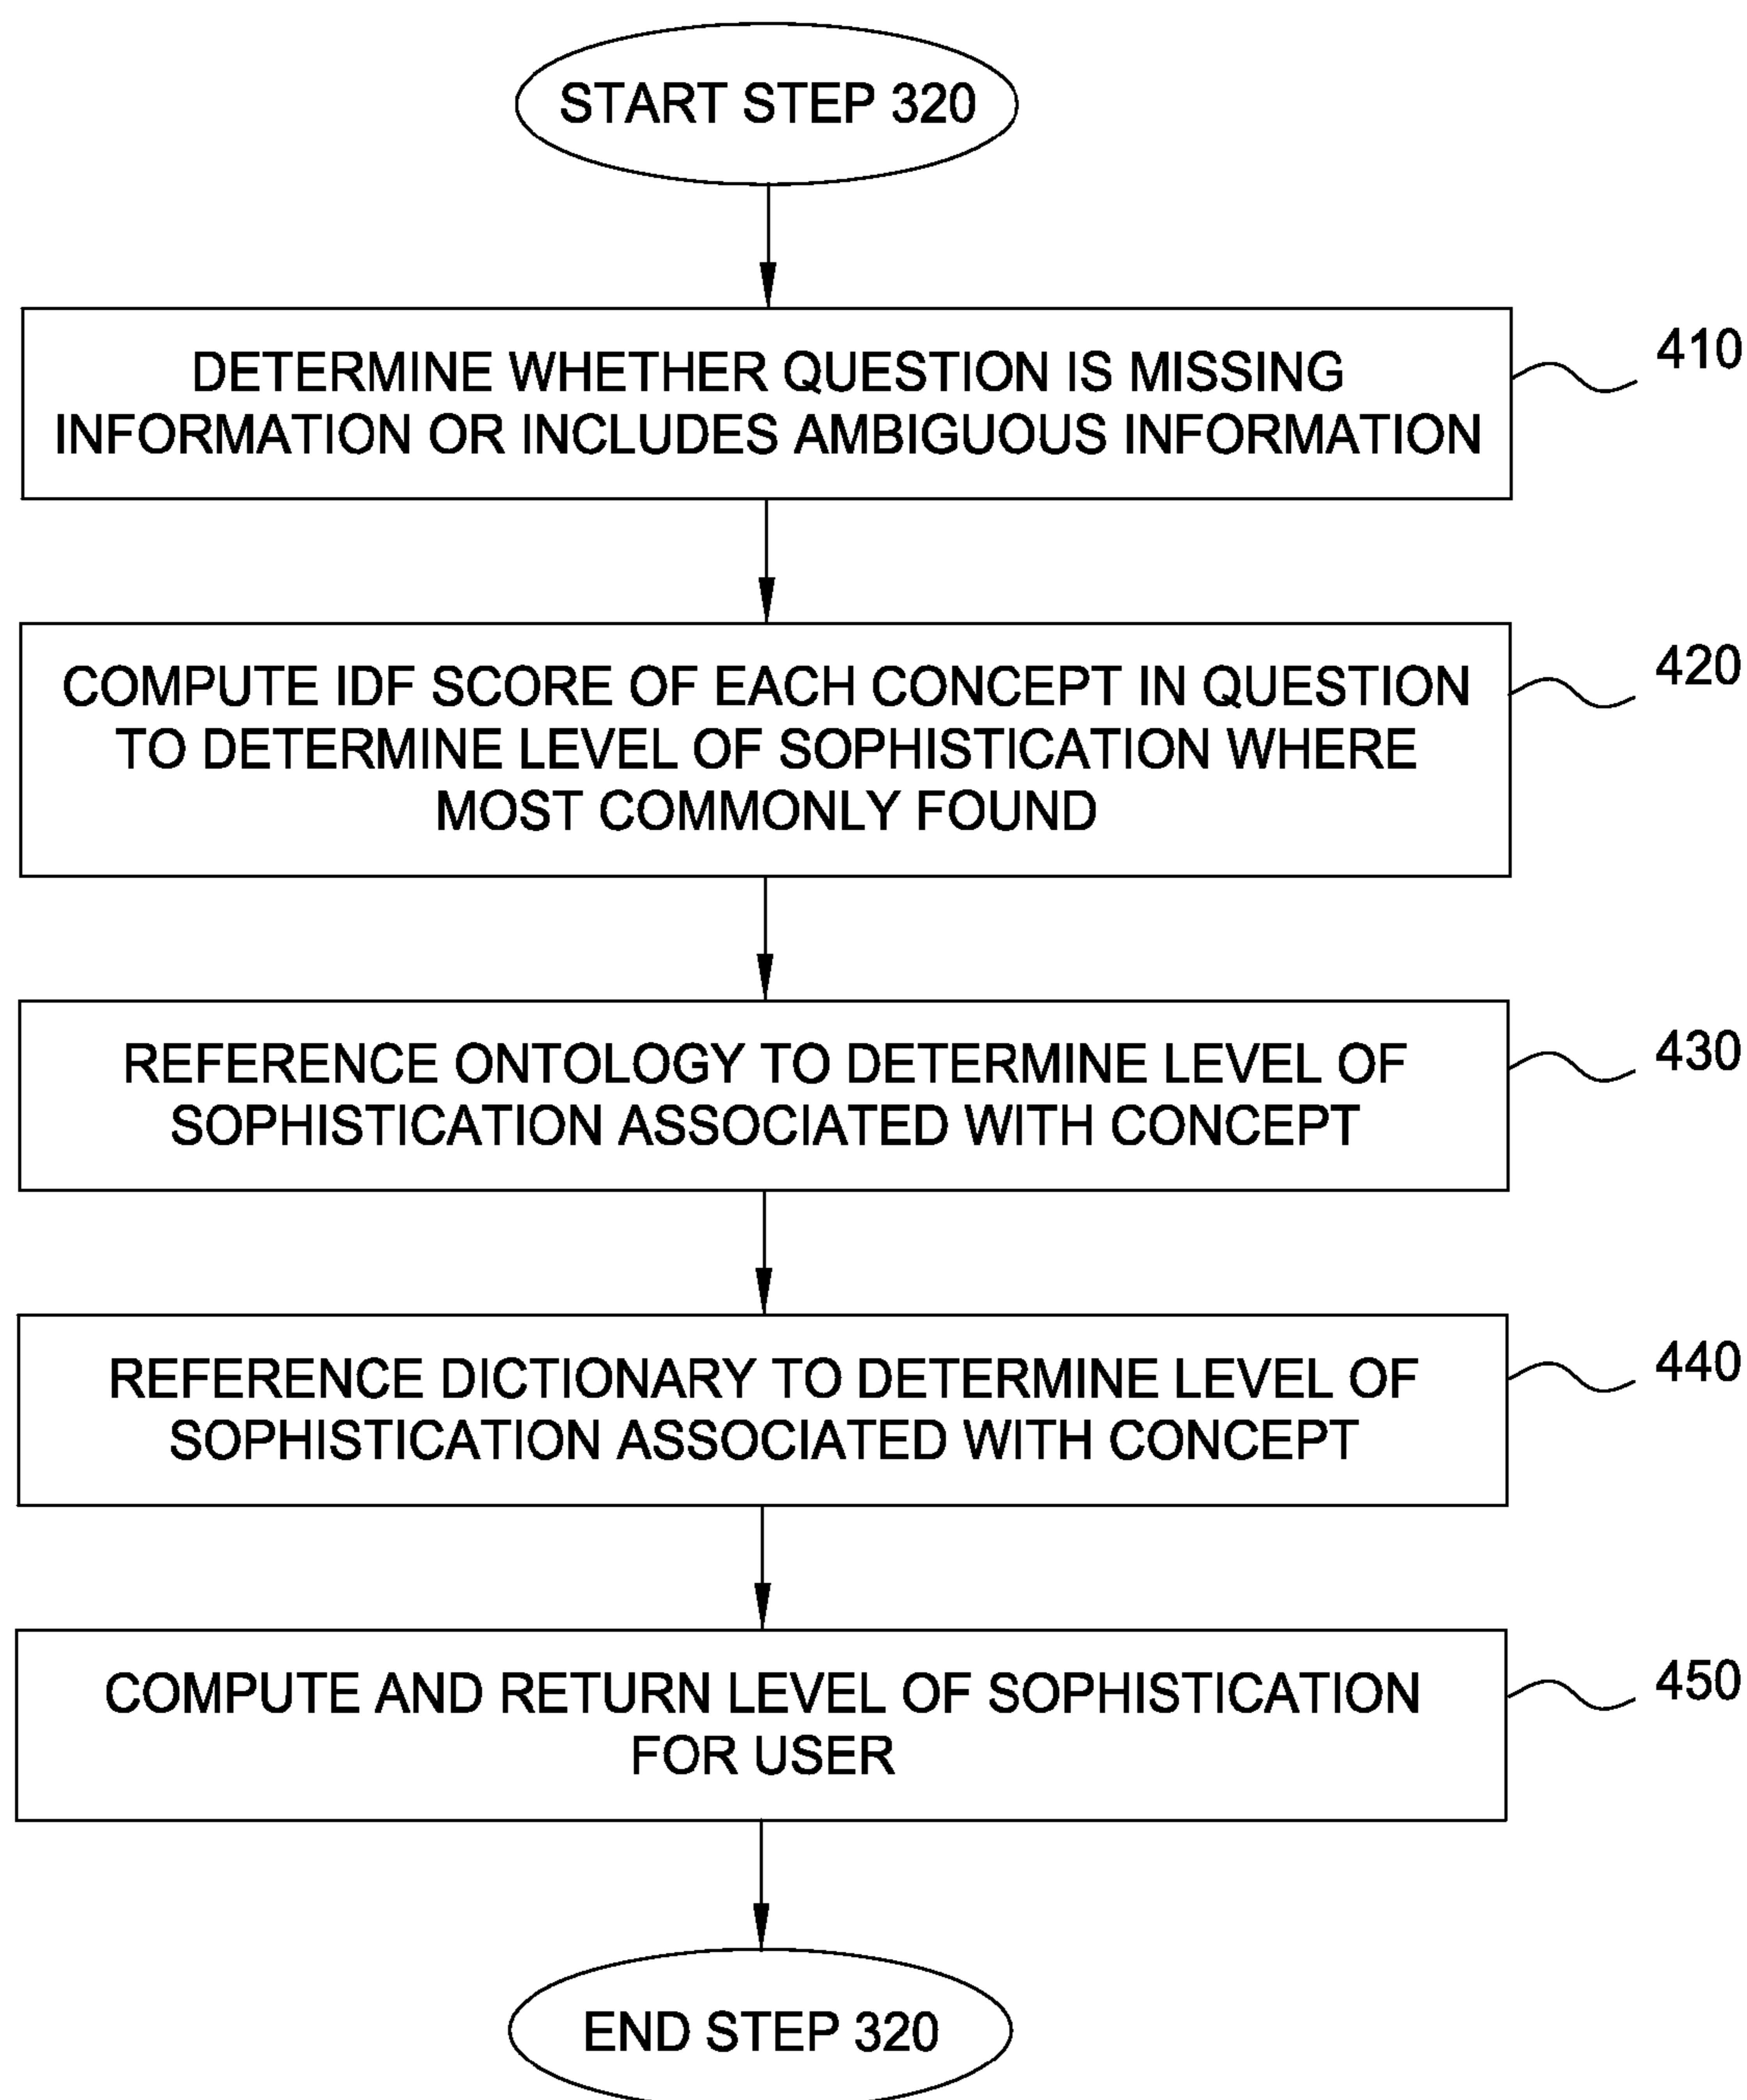 START STEP 320
DETERMINE WHETHER QUESTION IS MISSING
INFORMATION OR INCLUDES AMBIGUOUS INFORMATION
410
COMPUTE IDF SCORE OF EACH CONCEPT IN QUESTION
TO DETERMINE LEVEL OF SOPHISTICATION WHERE
MOST COMMONLY FOUND
420
REFERENCE ONTOLOGY TO DETERMINE LEVEL OF
SOPHISTICATION ASSOCIATED WITH CONCEPT
430
REFERENCE DICTIONARY TO DETERMINE LEVEL OF
SOPHISTICATION ASSOCIATED WITH CONCEPT
440
COMPUTE AND RETURN LEVEL OF SOPHISTICATION
FOR USER
450
END STEP 320